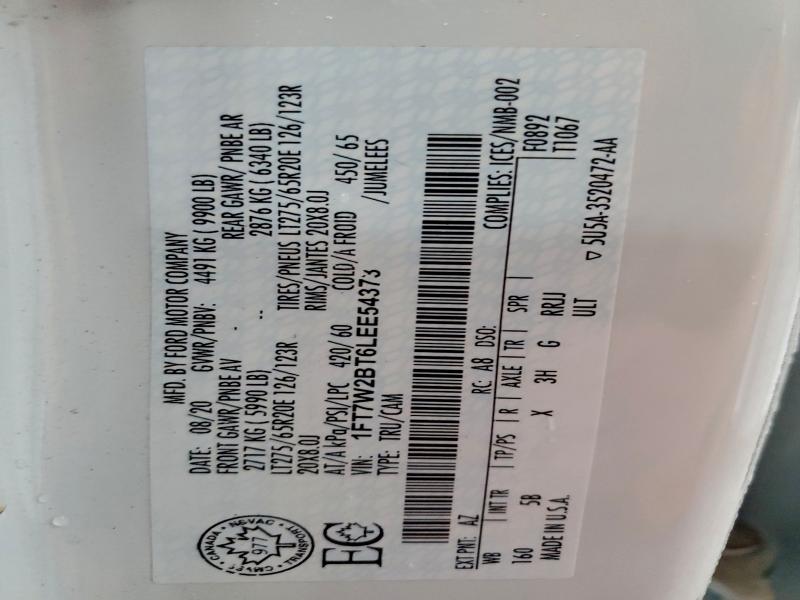 MFD. BY FORD MOTOR COMPANY
DATE: 08/20 GVWR/PNBV: 4491 KG ( 9900 LB)
FRONT GAWR/PNBE AV REAR GAWR/ PNBE AR
2717 KG ( 5990 LB) -- 2876 KG ( 6340 LB)
LT275/65R20E 126/123R TIRES/PNEUS LT275/65R20E 126/123R
20X8.0J RIMS/JANTES 20X8.0J
AT/A kPa/PSI/LPC 420/60 COLD/A FROID 450/ 65
VIN: 1FT7W2BT6LEE54373 /JUMELEES
TYPE: TRU/CAM
CANADA
NSVAC
977
TRANSPORT
CMVSS
EC
EXT PNT: AZ RC: A8 DSO: COMPLIES: ICES/NMB-002
WB INT TR TP/PS R AXLE TR SPR F0892
160 5B X 3H G RRJJ T1067
MADE IN U.S.A. ULT ▽ 5U5A-3520472-AA